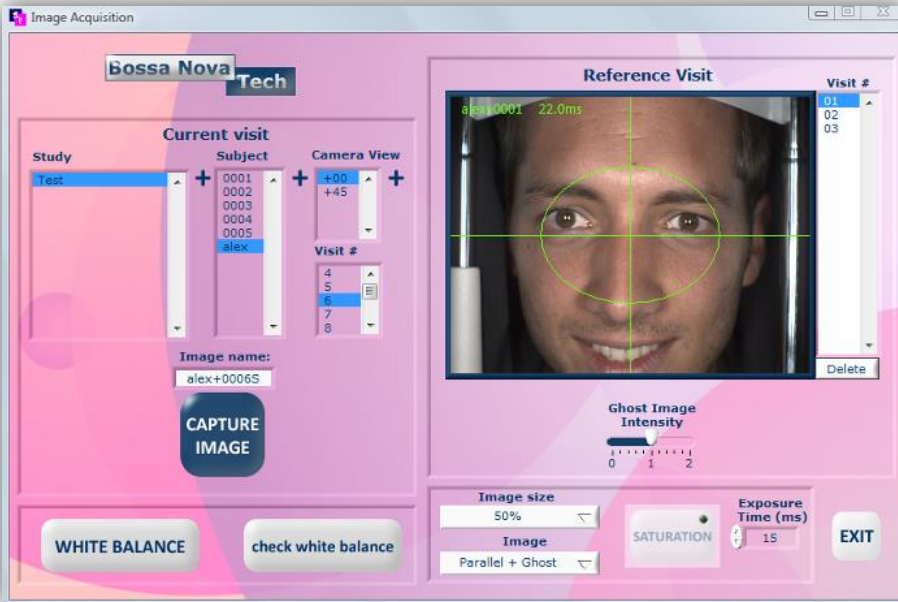 Image Acquisition
Bossa Nova
Tech
Current visit
Study
Subject
Camera View
Test
+
0001
0002
0003
0004
0005
alex
+
+00
+45
+
Visit #
4
5
6
7
8
Image name:
alex+0006S
CAPTURE
IMAGE
WHITE BALANCE
check white balance
Reference Visit
Visit #
alex+0001 22.0ms
01
02
03
Delete
Ghost Image
Intensity
0 1 2
Image size
50%
Image
Parallel + Ghost
SATURATION
Exposure
Time (ms)
15
EXIT